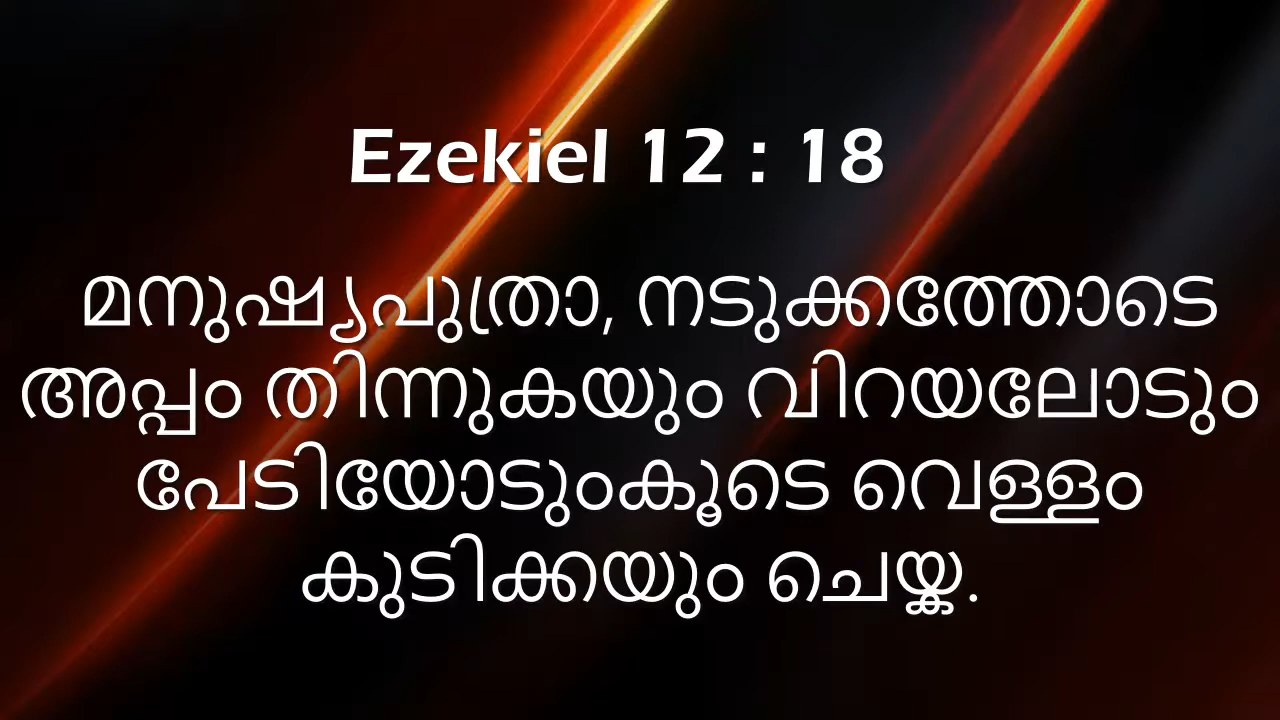 Ezekiel 12 : 18
മനുഷ്യപുത്രാ, നടുക്കത്തോടെ
അപ്പം തിന്നുകയും വിറയലോടും
പേടിയോടുംകൂടെ വെള്ളം
കുടിക്കയും ചെയ്ക.